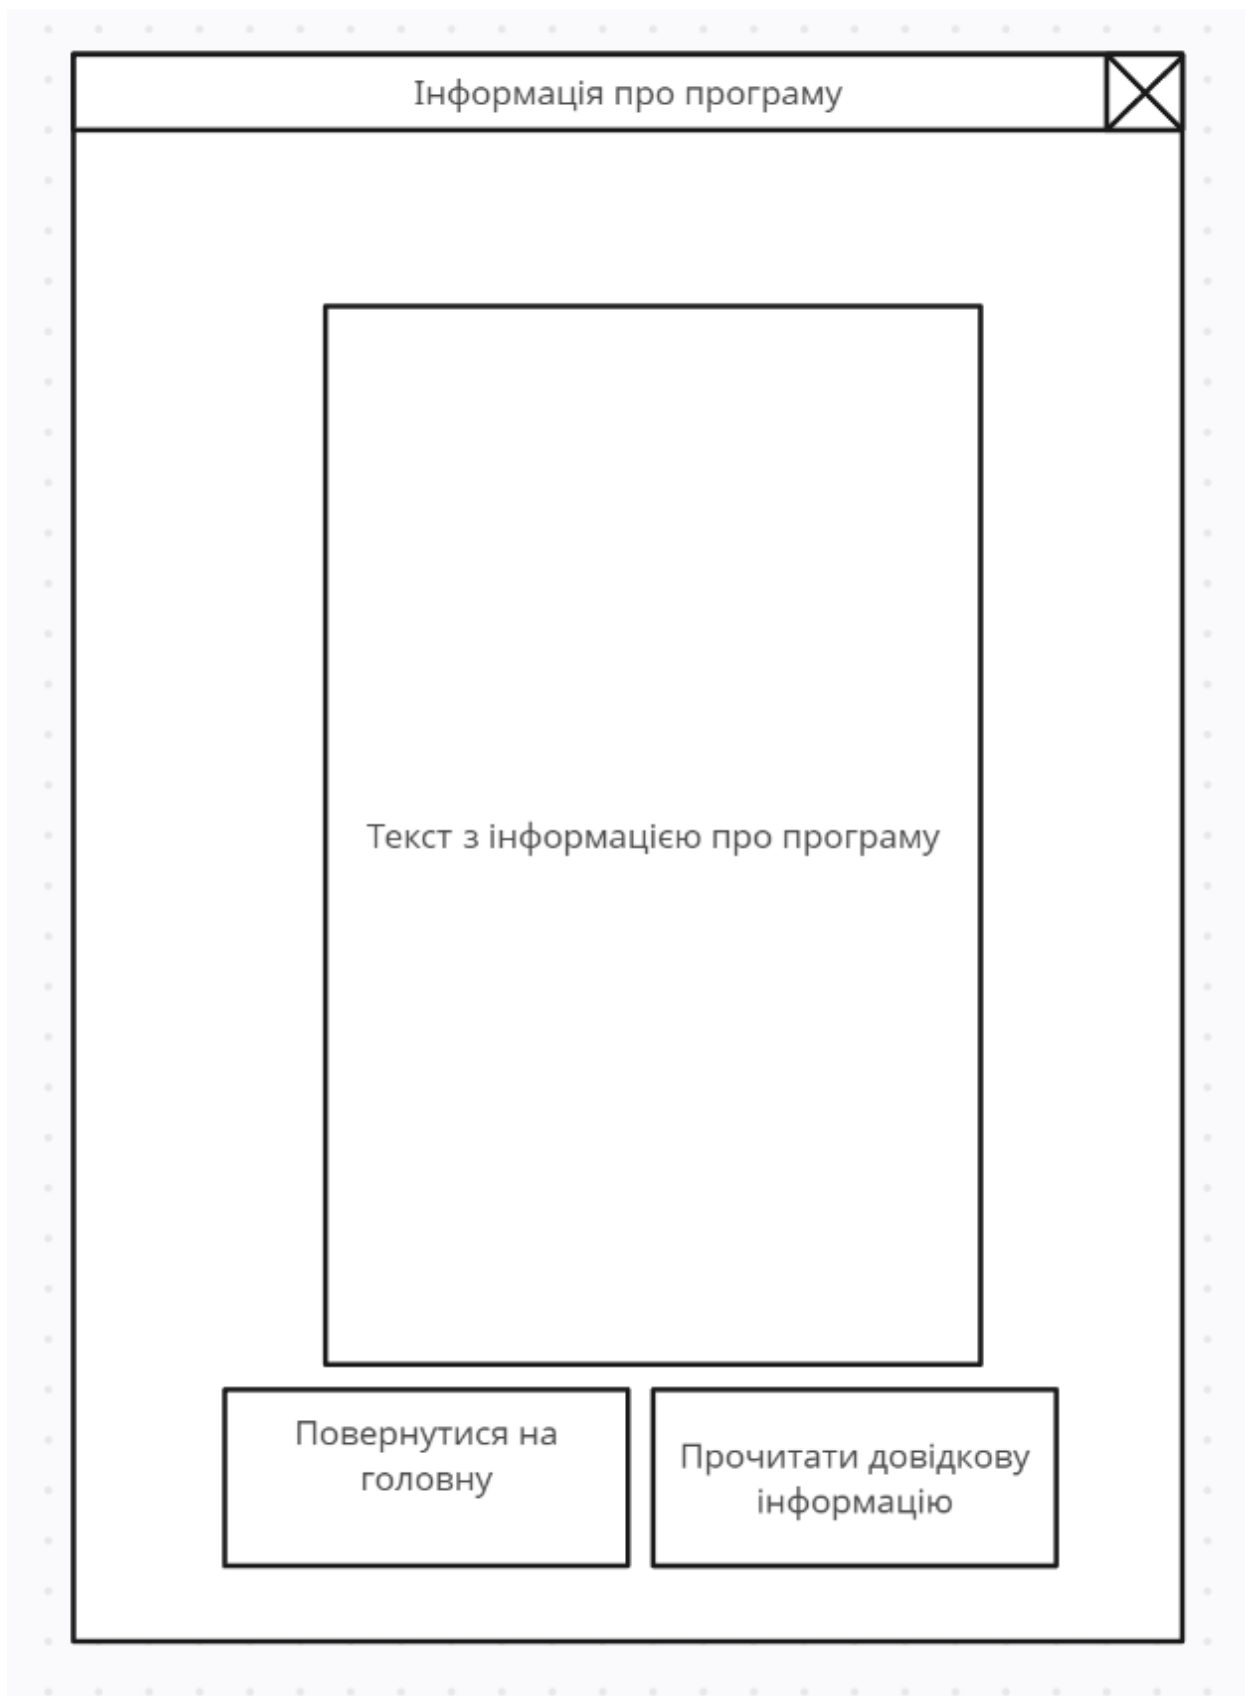 Інформація про програму
Текст з інформацією про програму
Повернутися на
головну
Прочитати довідкову
інформацію